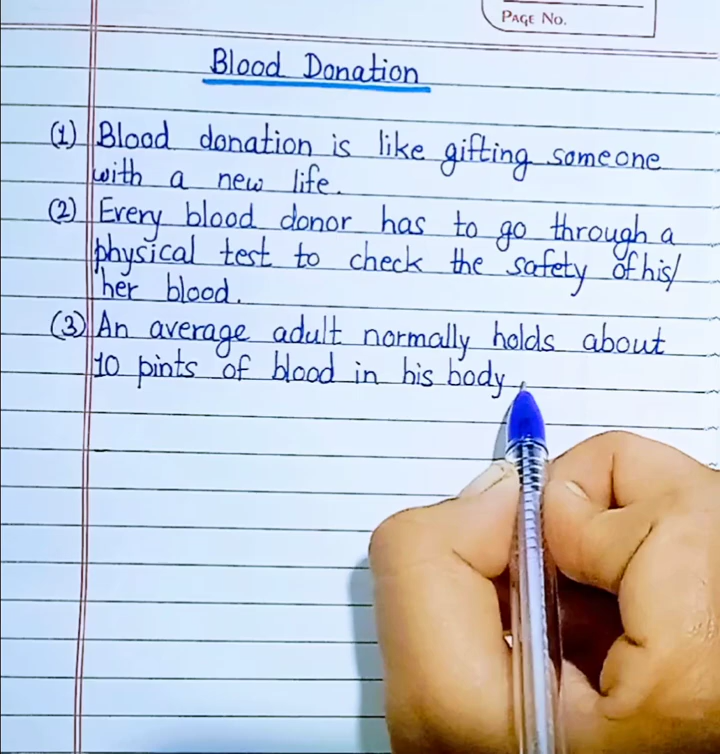 PAGE NO.
Blood Donation
(1) Blood donation is like gifting someone
with a new life.
(2) Every blood donor has to go through a
physical test to check the safety of his/
her blood.
(3) An average adult normally holds about
10 pints of blood in his body.